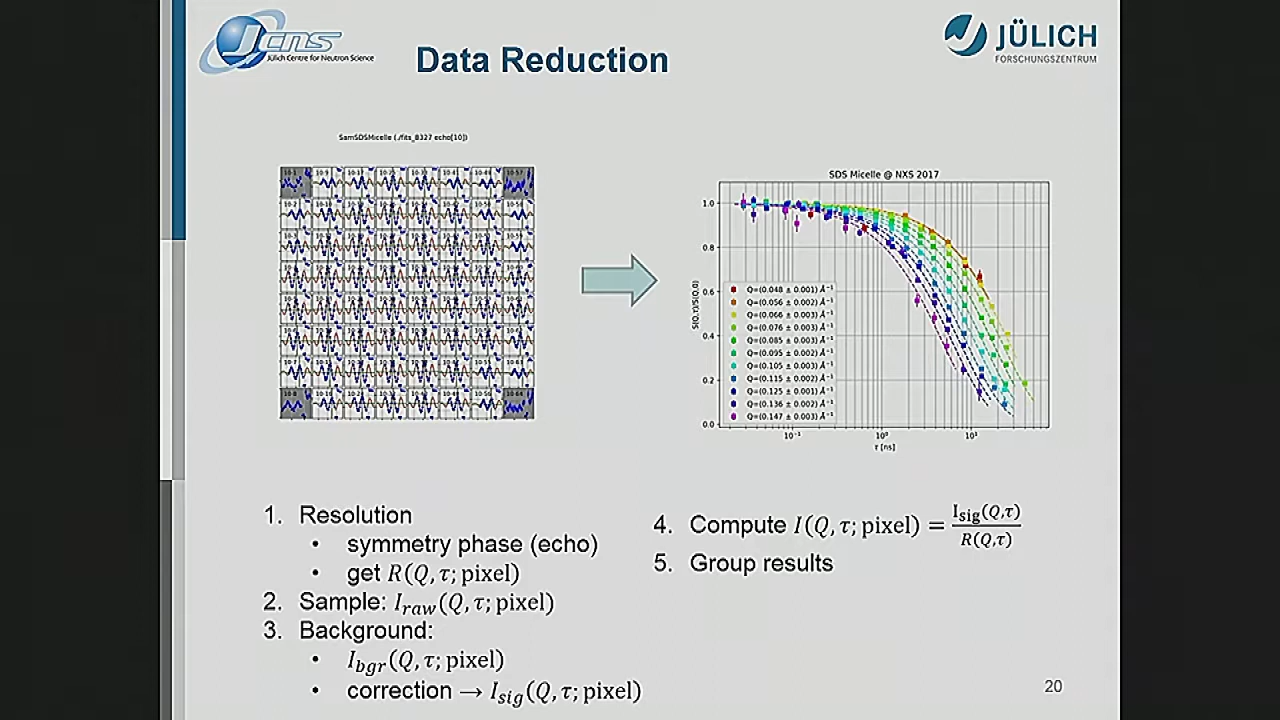 Jcns
Jülich Centre for Neutron Science
Data Reduction
JÜLICH
FORSCHUNGSZENTRUM
SamSDSMicelle (./fits_8327 echo[10])
SDS Micelle @ NXS 2017
1.0
0.8
0.6
0.4
0.2
0.0
S(Q,τ)/S(Q,0)
Q=(0.048 ± 0.001) Å⁻¹
Q=(0.056 ± 0.002) Å⁻¹
Q=(0.066 ± 0.003) Å⁻¹
Q=(0.076 ± 0.003) Å⁻¹
Q=(0.085 ± 0.003) Å⁻¹
Q=(0.095 ± 0.002) Å⁻¹
Q=(0.105 ± 0.003) Å⁻¹
Q=(0.115 ± 0.002) Å⁻¹
Q=(0.125 ± 0.001) Å⁻¹
Q=(0.136 ± 0.002) Å⁻¹
Q=(0.147 ± 0.003) Å⁻¹
10⁻¹ 10⁰ 10¹
τ [ns]
1. Resolution
• symmetry phase (echo)
• get R(Q, τ; pixel)
2. Sample: I_raw(Q, τ; pixel)
3. Background:
• I_bgr(Q, τ; pixel)
• correction → I_sig(Q, τ; pixel)
4. Compute I(Q, τ; pixel) = I_sig(Q,τ) / R(Q,τ)
5. Group results
20